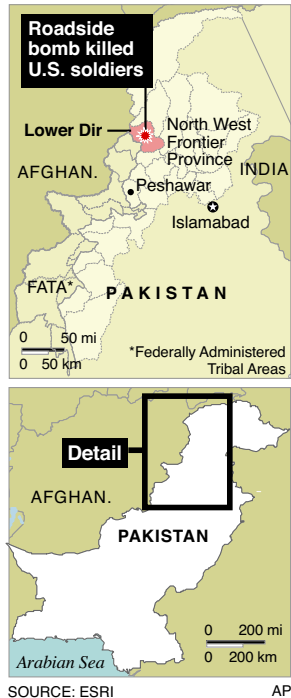 Roadside
bomb killed
U.S. soldiers
Lower Dir
North West
Frontier
Province
AFGHAN.
INDIA
Peshawar
Islamabad
FATA*
PAKISTAN
0 50 mi
0 50 km
*Federally Administered
Tribal Areas
Detail
AFGHAN.
PAKISTAN
0 200 mi
0 200 km
Arabian Sea
SOURCE: ESRI
AP